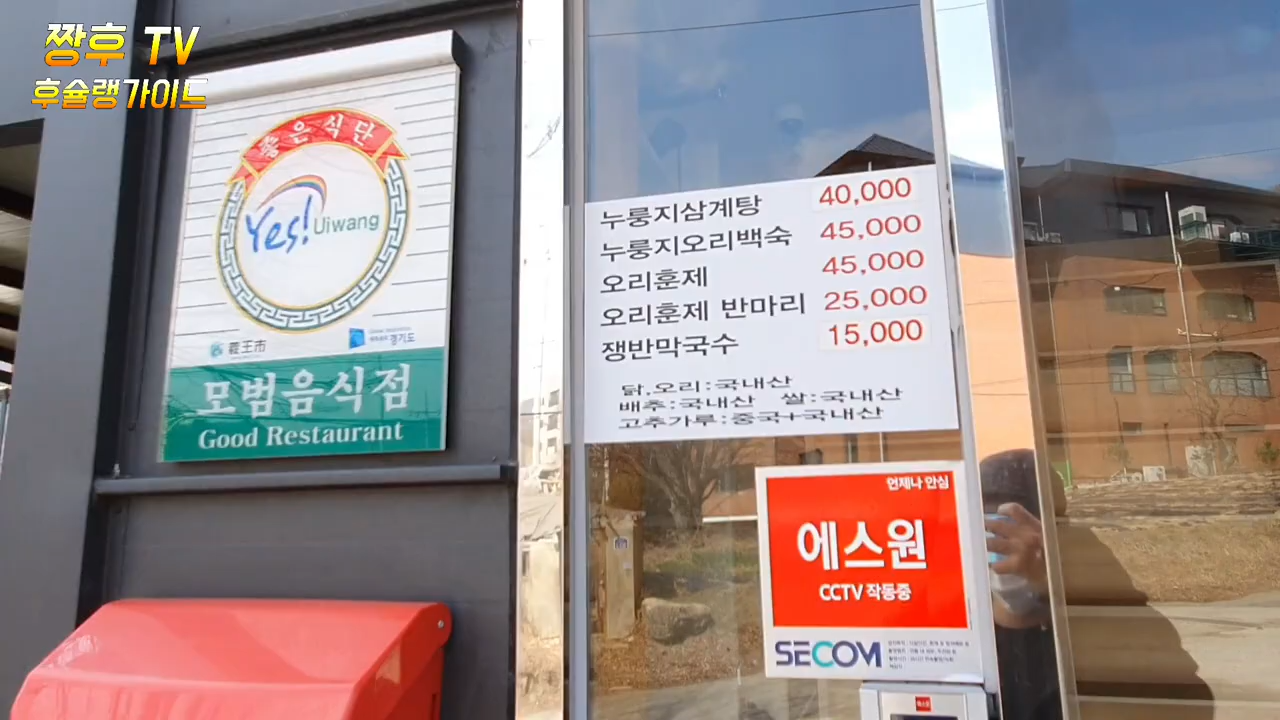 짱후 TV
후슐랭가이드
좋은식단
Yes! Uiwang
義王市
경기도
모범음식점
Good Restaurant
누룽지삼계탕 40,000
누룽지오리백숙 45,000
오리훈제 45,000
오리훈제 반마리 25,000
쟁반막국수 15,000
닭,오리:국내산
배추:국내산 쌀:국내산
고추가루:중국+국내산
언제나 안심
에스원
CCTV 작동중
SECOM